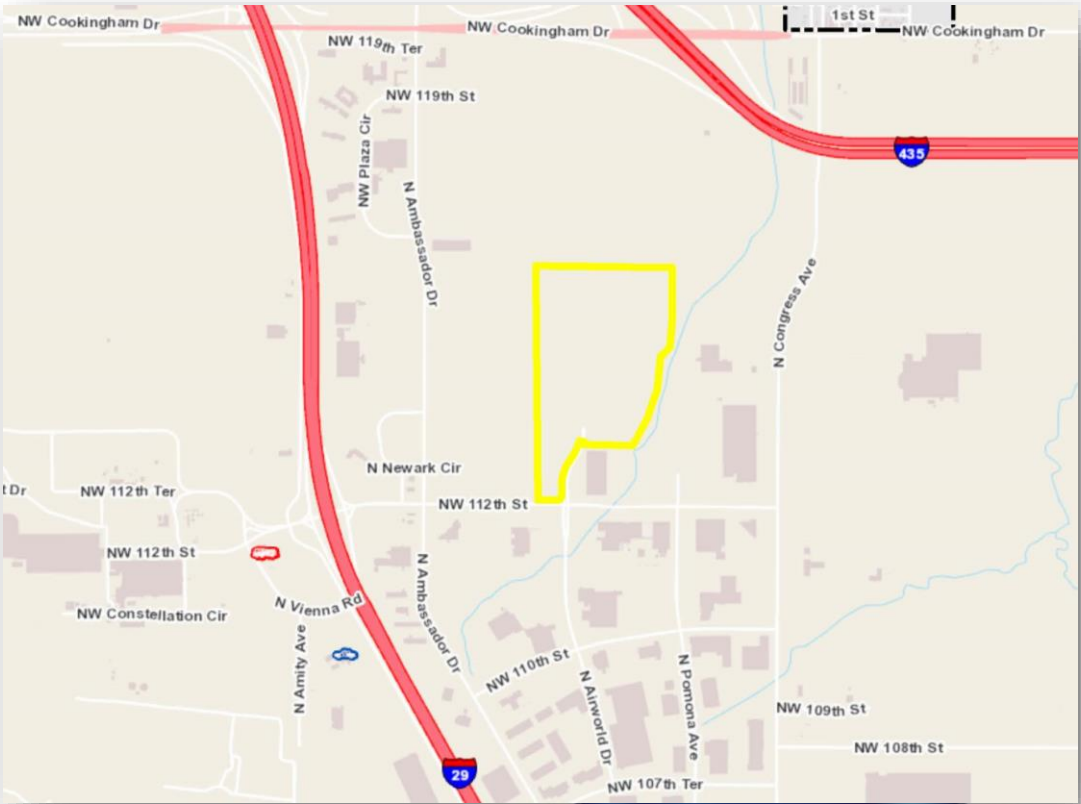 1st St
NW Cookingham Dr
NW Cookingham Dr
NW Cookingham Dr
NW 119th Ter
NW 119th St
NW Plaza Cir
435
N Ambassador Dr
N Congress Ave
N Newark Cir
t Dr
NW 112th Ter
NW 112th St
NW 112th St
N Vienna Rd
NW Constellation Cir
N Amity Ave
N Ambassador Dr
NW 110th St
N Airworld Dr
N Pomona Ave
NW 109th St
NW 108th St
29
NW 107th Ter